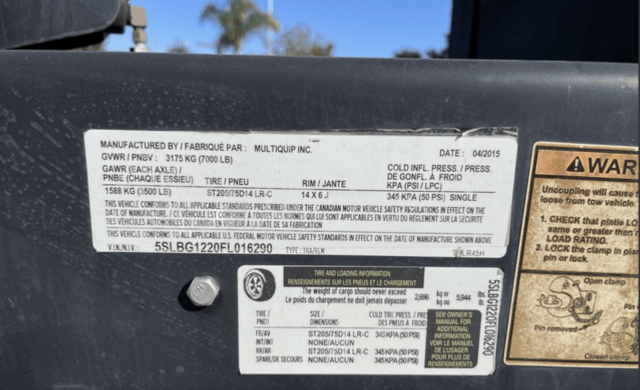 MANUFACTURED BY / FABRIQUÉ PAR : MULTIQUIP INC. DATE : 04/2015
GVWR / PNBV : 3175 KG (7000 LB)
GAWR (EACH AXLE) /
PNBE (CHAQUE ESSIEU) TIRE / PNEU RIM / JANTE COLD INFL. PRESS. / PRESS. DE GONFL. À FROID KPA (PSI / LPC)
1588 KG (3500 LB) ST205/75D14 LR-C 14 X 6 J 345 KPA (50 PSI) SINGLE
THIS VEHICLE CONFORMS TO ALL APPLICABLE STANDARDS PRESCRIBED UNDER THE CANADIAN MOTOR VEHICLE SAFETY REGULATIONS IN EFFECT ON THE
DATE OF MANUFACTURE. / CE VÉHICULE EST CONFORME À TOUTES LES NORMES QUI LUI SONT APPLICABLES EN VERTU DU RÈGLEMENT SUR LA SÉCURITÉ
DES VÉHICULES AUTOMOBILES DU CANADA EN VIGUEUR À LA DATE DE SA FABRICATION
THIS VEHICLE CONFORMS TO ALL APPLICABLE FEDERAL MOTOR VEHICLE SAFETY STANDARDS IN EFFECT ON THE DATE OF MANUFACTURE SHOWN ABOVE.
V.I.N./N.I.V.: 5SLBG1220FL016290 TYPE: TRA/REM LR45H
TIRE AND LOADING INFORMATION
RENSEIGNEMENTS SUR LES PNEUS ET LE CHARGEMENT
The weight of cargo should never exceed
Le poids du chargement ne doit jamais dépasser 2,696 kg or kg ou 5,944 lbs.
TIRE PNEU SIZE DIMENSIONS COLD TIRE PRESS./ DES PNEUS À FROID
FR/AV ST205/75D14 LR-C 345 KPA (50 PSI)
INT/INT NONE/AUCUN NONE/AUCUN
RR/AR ST205/75D14 LR-C 345 KPA (50 PSI)
SPARE/DE SECOURS NONE/AUCUN NONE/AUCUN
SEE OWNER'S
MANUAL FOR
ADDITIONAL
INFORMATION
VOIR LE MANUEL
DE L'USAGER
POUR PLUS DE
RENSEIGNEMENTS
5SLBG1220FL016290
WAR
Uncoupling will cause
loose from tow vehicle.
1. CHECK that pintle LO
same or greater than
LOAD RATING.
2. LOCK the clamp in
pin or lock.
Open clamp
Pin removed
Closed clamp